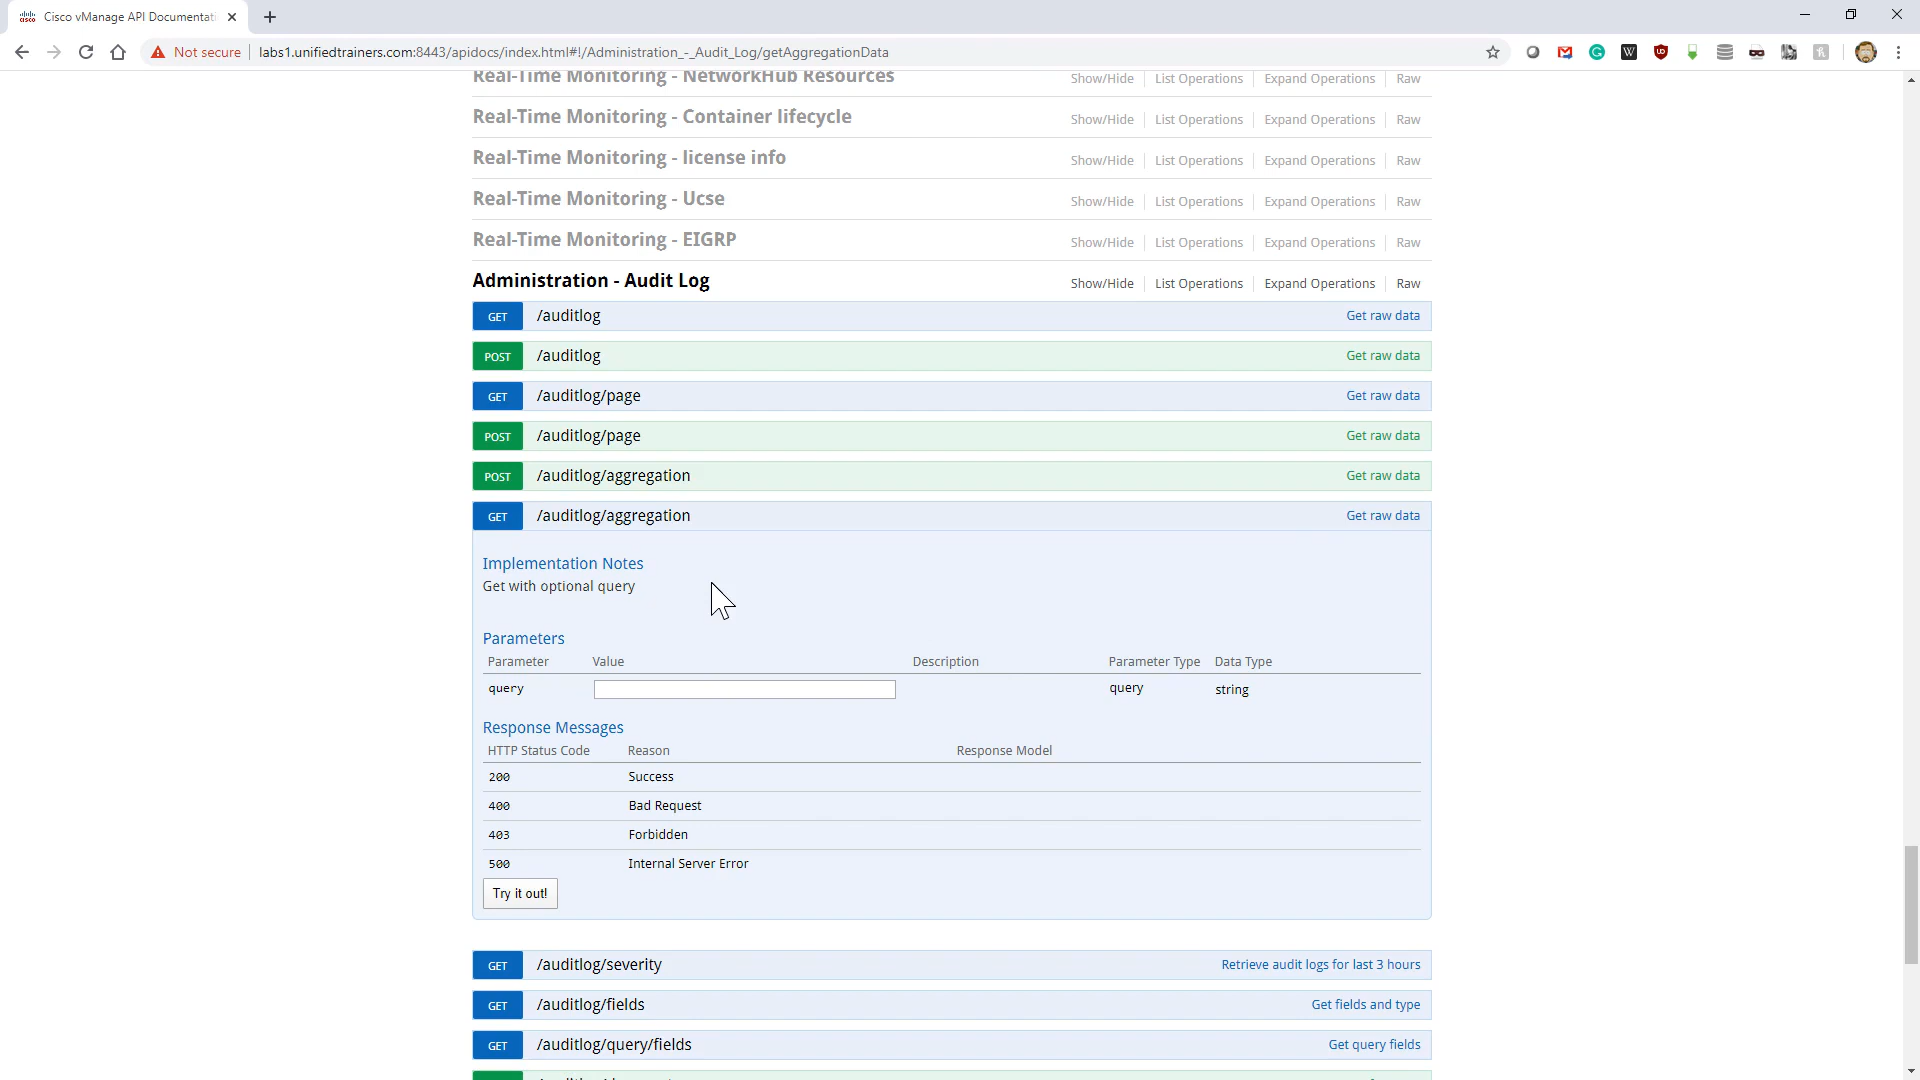 Cisco vManage API Documentati
Not secure labs1.unifiedtrainers.com:8443/apidocs/index.html#!/Administration_-_Audit_Log/getAggregationData
Real-Time Monitoring - NetworkHub Resources Show/Hide List Operations Expand Operations Raw
Real-Time Monitoring - Container lifecycle Show/Hide List Operations Expand Operations Raw
Real-Time Monitoring - license info Show/Hide List Operations Expand Operations Raw
Real-Time Monitoring - Ucse Show/Hide List Operations Expand Operations Raw
Real-Time Monitoring - EIGRP Show/Hide List Operations Expand Operations Raw
Administration - Audit Log Show/Hide List Operations Expand Operations Raw
GET /auditlog Get raw data
POST /auditlog Get raw data
GET /auditlog/page Get raw data
POST /auditlog/page Get raw data
POST /auditlog/aggregation Get raw data
GET /auditlog/aggregation Get raw data
Implementation Notes
Get with optional query
Parameters
Parameter Value Description Parameter Type Data Type
query query string
Response Messages
HTTP Status Code Reason Response Model
200 Success
400 Bad Request
403 Forbidden
500 Internal Server Error
Try it out!
GET /auditlog/severity Retrieve audit logs for last 3 hours
GET /auditlog/fields Get fields and type
GET /auditlog/query/fields Get query fields